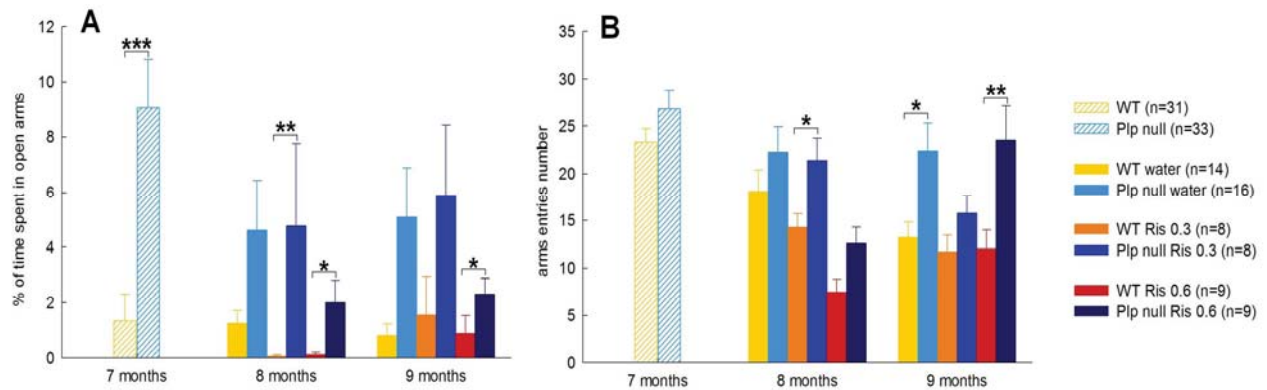 A
% of time spent in open arms
12
10
8
6
4
2
0
***
**
*
*
7 months
8 months
9 months
B
arms entries number
35
30
25
20
15
10
5
0
*
*
**
7 months
8 months
9 months
WT (n=31)
Plp null (n=33)
WT water (n=14)
Plp null water (n=16)
WT Ris 0.3 (n=8)
Plp null Ris 0.3 (n=8)
WT Ris 0.6 (n=9)
Plp null Ris 0.6 (n=9)